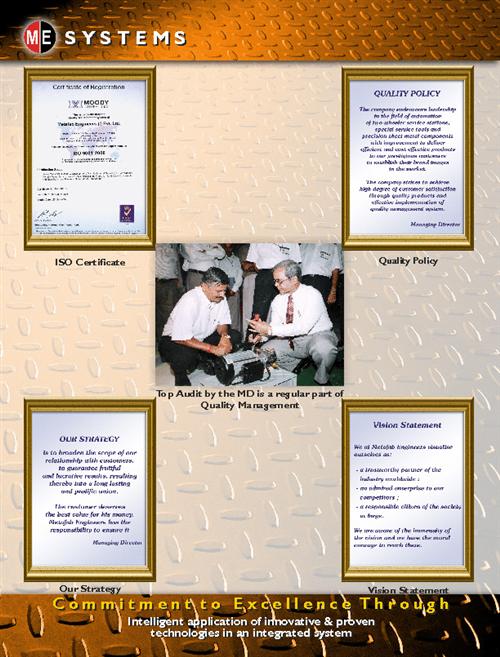 ME SYSTEMS
Certificate of Registration
MOODY
ISO 9001:2000
ISO Certificate
QUALITY POLICY
The company endeavours leadership
to the field of automation
of two wheeler service stations,
special service tools and
precision sheet metal components
with improvement to deliver
efficient and cost effective products
to our prestigious customers
to establish their brand images
in the market.
The company strives to achieve
high degree of customer satisfaction
through quality products and
effective implementation of
quality management system.
Managing Director
Quality Policy
Top Audit by the MD is a regular part of
Quality Management
OUR STRATEGY
Is to broaden the scope of our
relationship with customers,
to guarantee fruitful
and lucrative results, resulting
thereby into a long lasting
and prolific union.
The customer deserves
the best value for his money.
Metafab Engineers has the
responsibility to ensure it
Managing Director
Our Strategy
Vision Statement
We at Metafab Engineers visualize
ourselves as:
- a trustworthy partner of the
industry worldwide ;
- an admired enterprise to our
competitors ;
- a responsible citizen of the society
at large.
We are aware of the immensity of
the vision and we have the moral
courage to reach these.
Vision Statement
Commitment to Excellence Through
Intelligent application of innovative & proven
technologies in an integrated system